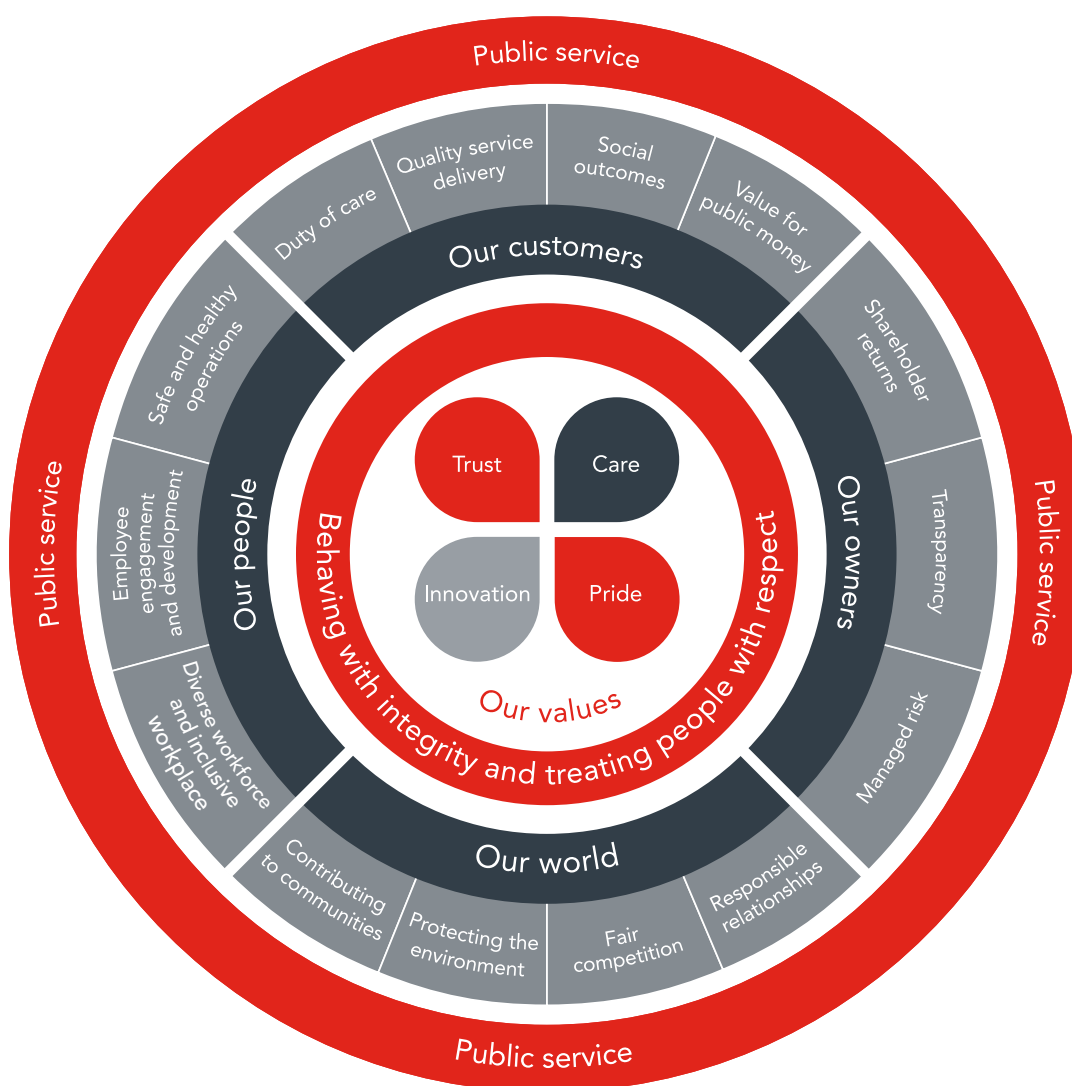 Public service
Quality service
delivery
Social
outcomes
Duty of care
Value for
public money
Our customers
Safe and healthy
operations
Shareholder
returns
Trust
Care
Public service
Employee
engagement
and development
Our people
Innovation
Pride
Our owners
Transparency
Public service
Behaving with integrity and treating people with respect
Our values
Diverse workforce
and inclusive
workplace
Managed risk
Our world
Contributing
to communities
Protecting the
environment
Fair
competition
Responsible
relationships
Public service